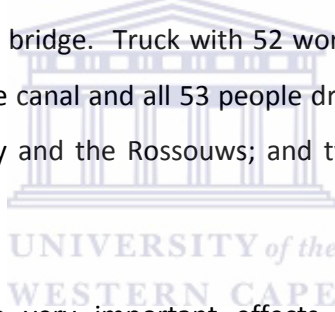 bridge. Truck with 52 wor
e canal and all 53 people dr
y and the Rossouws; and t
UNIVERSITY of the
WESTERN CAPE
very important effects